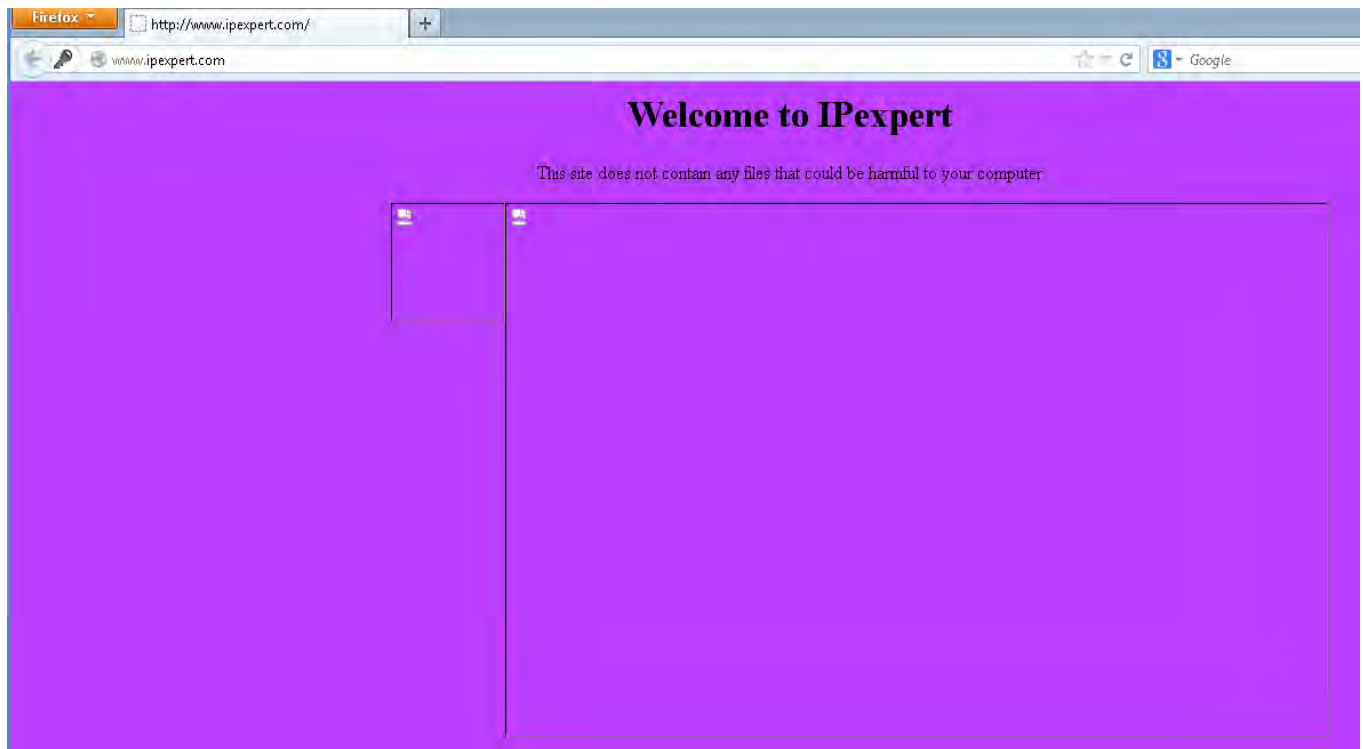 Firefox
http://www.ipexpert.com/
www.ipexpert.com
Google
Welcome to IPexpert
This site does not contain any files that could be harmful to your computer